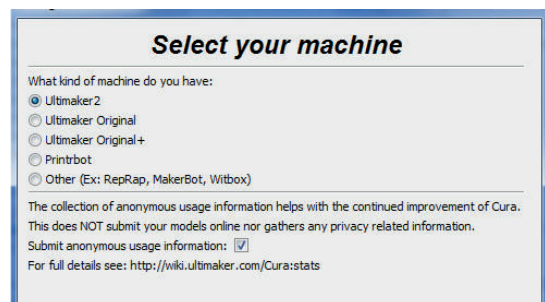 Select your machine
What kind of machine do you have:
Ultimaker2
Ultimaker Original
Ultimaker Original+
Printrbot
Other (Ex: RepRap, MakerBot, Witbox)
The collection of anonymous usage information helps with the continued improvement of Cura.
This does NOT submit your models online nor gathers any privacy related information.
Submit anonymous usage information:
For full details see: http://wiki.ultimaker.com/Cura:stats